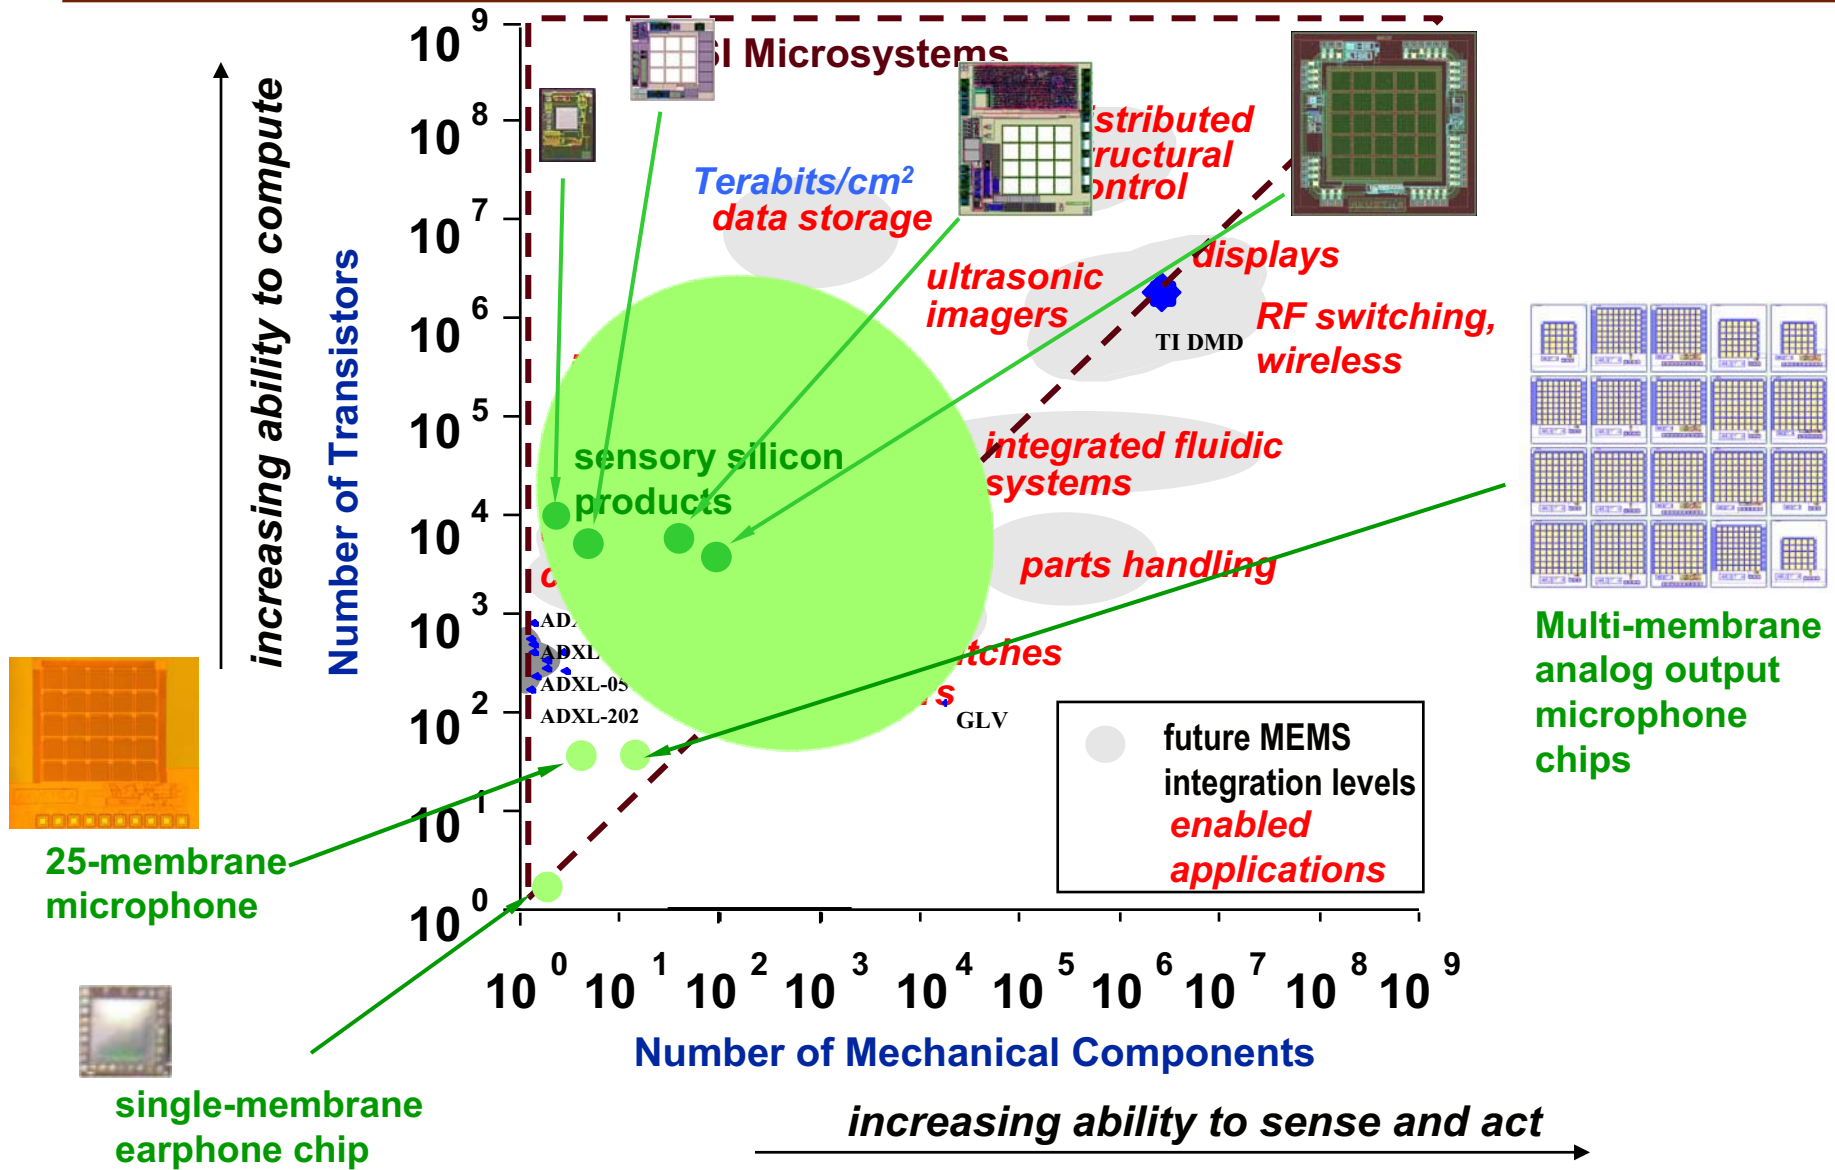 SI Microsystems
increasing ability to compute
Number of Transistors
10^9
10^8
10^7
10^6
10^5
10^4
10^3
10^2
10^1
10^0
Terabits/cm²
data storage
ultrasonic
imagers
displays
RF switching,
wireless
TI DMD
sensory silicon
products
integrated fluidic
systems
parts handling
ADXL-05
ADXL-202
GLV
future MEMS
integration levels
enabled
applications
Multi-membrane
analog output
microphone
chips
25-membrane
microphone
single-membrane
earphone chip
10^0 10^1 10^2 10^3 10^4 10^5 10^6 10^7 10^8 10^9
Number of Mechanical Components
increasing ability to sense and act